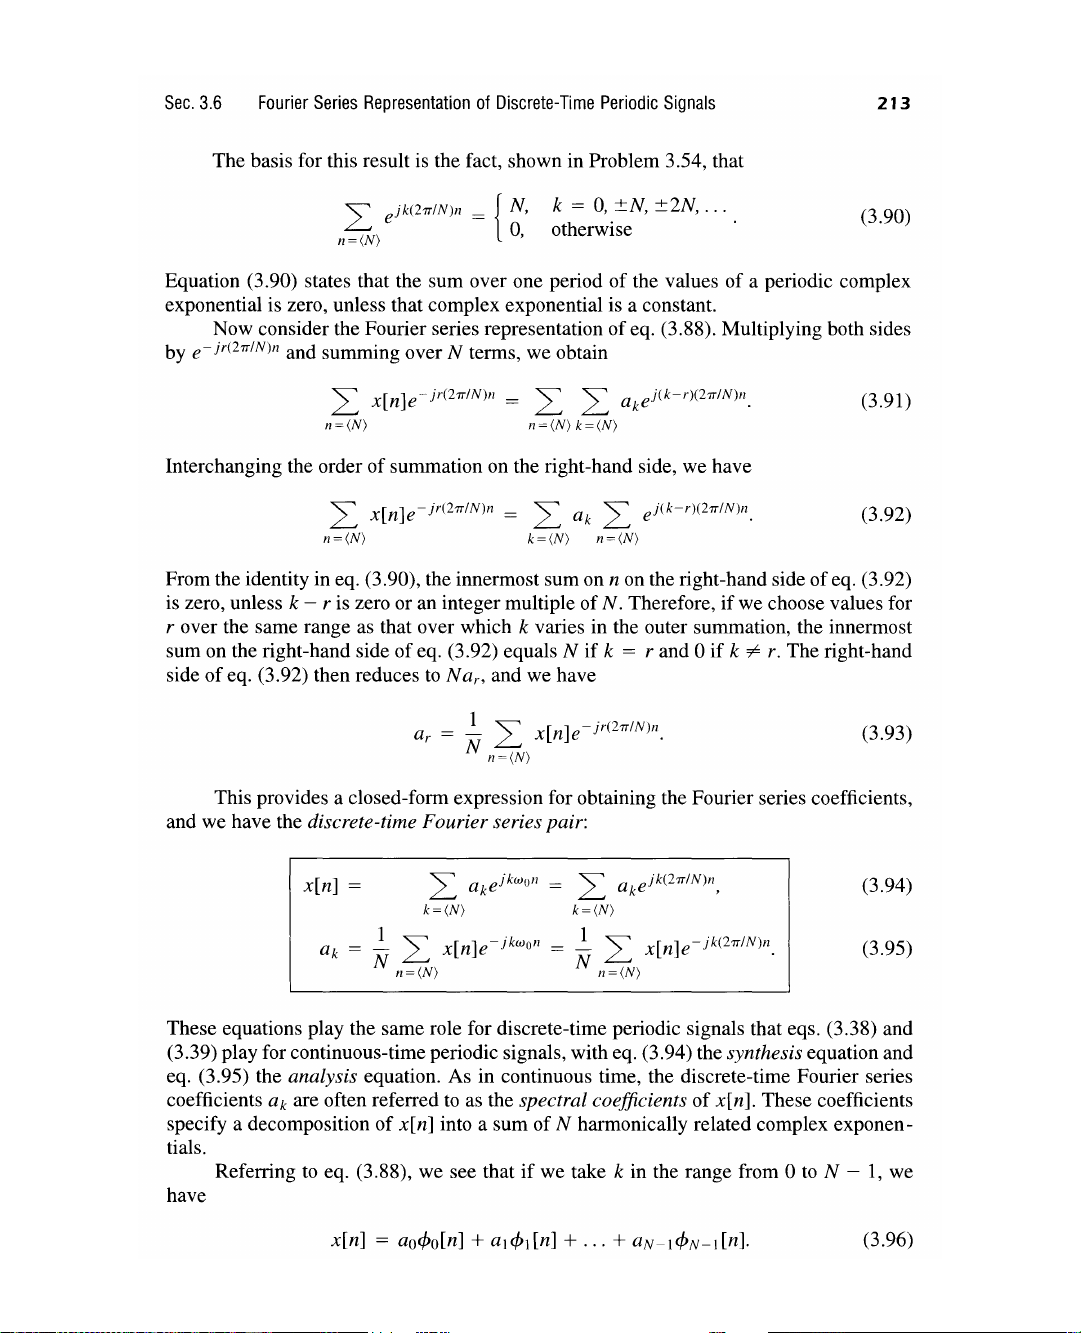 Sec. 3.6 Fourier Series Representation of Discrete-Time Periodic Signals 213
The basis for this result is the fact, shown in Problem 3.54, that
$\sum_{n=\langle N\rangle} e^{jk(2\pi/N)n} = \begin{cases} N, & k = 0, \pm N, \pm 2N, \ldots \\ 0, & \text{otherwise} \end{cases}.$ (3.90)
Equation (3.90) states that the sum over one period of the values of a periodic complex
exponential is zero, unless that complex exponential is a constant.
Now consider the Fourier series representation of eq. (3.88). Multiplying both sides
by $e^{-jr(2\pi/N)n}$ and summing over N terms, we obtain
$\sum_{n=\langle N\rangle} x[n]e^{-jr(2\pi/N)n} = \sum_{n=\langle N\rangle} \sum_{k=\langle N\rangle} a_k e^{j(k-r)(2\pi/N)n}.$ (3.91)
Interchanging the order of summation on the right-hand side, we have
$\sum_{n=\langle N\rangle} x[n]e^{-jr(2\pi/N)n} = \sum_{k=\langle N\rangle} a_k \sum_{n=\langle N\rangle} e^{j(k-r)(2\pi/N)n}.$ (3.92)
From the identity in eq. (3.90), the innermost sum on n on the right-hand side of eq. (3.92)
is zero, unless k − r is zero or an integer multiple of N. Therefore, if we choose values for
r over the same range as that over which k varies in the outer summation, the innermost
sum on the right-hand side of eq. (3.92) equals N if k = r and 0 if k ≠ r. The right-hand
side of eq. (3.92) then reduces to $Na_r$, and we have
$a_r = \frac{1}{N} \sum_{n=\langle N\rangle} x[n]e^{-jr(2\pi/N)n}.$ (3.93)
This provides a closed-form expression for obtaining the Fourier series coefficients,
and we have the discrete-time Fourier series pair:
$x[n] = \sum_{k=\langle N\rangle} a_k e^{jk\omega_0 n} = \sum_{k=\langle N\rangle} a_k e^{jk(2\pi/N)n},$ (3.94)
$a_k = \frac{1}{N} \sum_{n=\langle N\rangle} x[n]e^{-jk\omega_0 n} = \frac{1}{N} \sum_{n=\langle N\rangle} x[n]e^{-jk(2\pi/N)n}.$ (3.95)
These equations play the same role for discrete-time periodic signals that eqs. (3.38) and
(3.39) play for continuous-time periodic signals, with eq. (3.94) the synthesis equation and
eq. (3.95) the analysis equation. As in continuous time, the discrete-time Fourier series
coefficients $a_k$ are often referred to as the spectral coefficients of x[n]. These coefficients
specify a decomposition of x[n] into a sum of N harmonically related complex exponen-
tials.
Referring to eq. (3.88), we see that if we take k in the range from 0 to N − 1, we
have
$x[n] = a_0\phi_0[n] + a_1\phi_1[n] + \ldots + a_{N-1}\phi_{N-1}[n].$ (3.96)